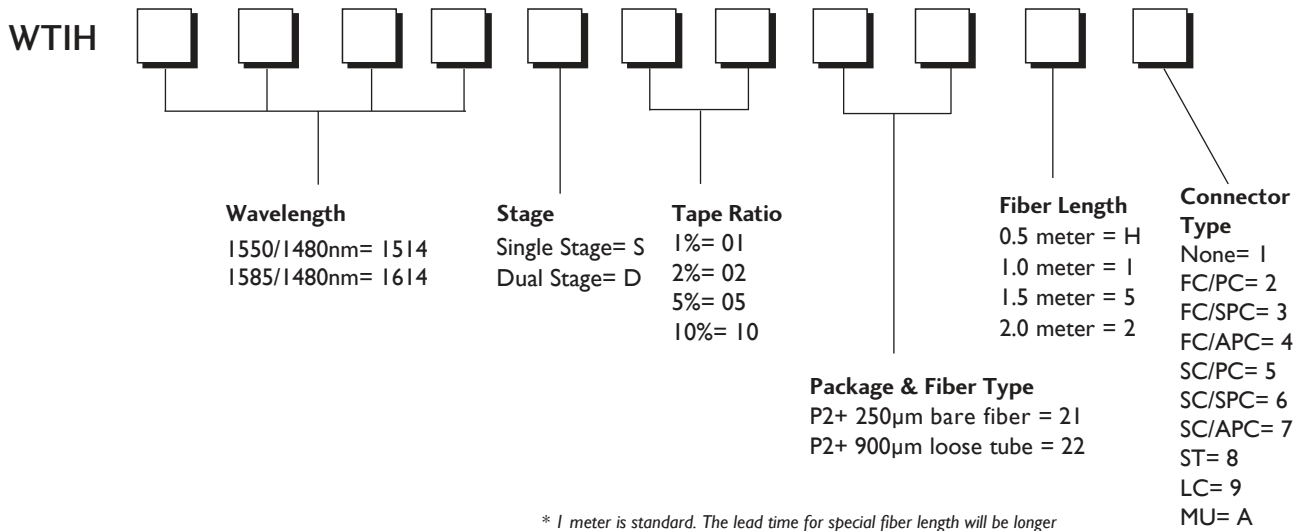 WTIH
Wavelength
1550/1480nm= 1514
1585/1480nm= 1614
Stage
Single Stage= S
Dual Stage= D
Tape Ratio
1%= 01
2%= 02
5%= 05
10%= 10
Package & Fiber Type
P2+ 250µm bare fiber = 21
P2+ 900µm loose tube = 22
Fiber Length
0.5 meter = H
1.0 meter = 1
1.5 meter = 5
2.0 meter = 2
Connector
Type
None= 1
FC/PC= 2
FC/SPC= 3
FC/APC= 4
SC/PC= 5
SC/SPC= 6
SC/APC= 7
ST= 8
LC= 9
MU= A
* 1 meter is standard. The lead time for special fiber length will be longer